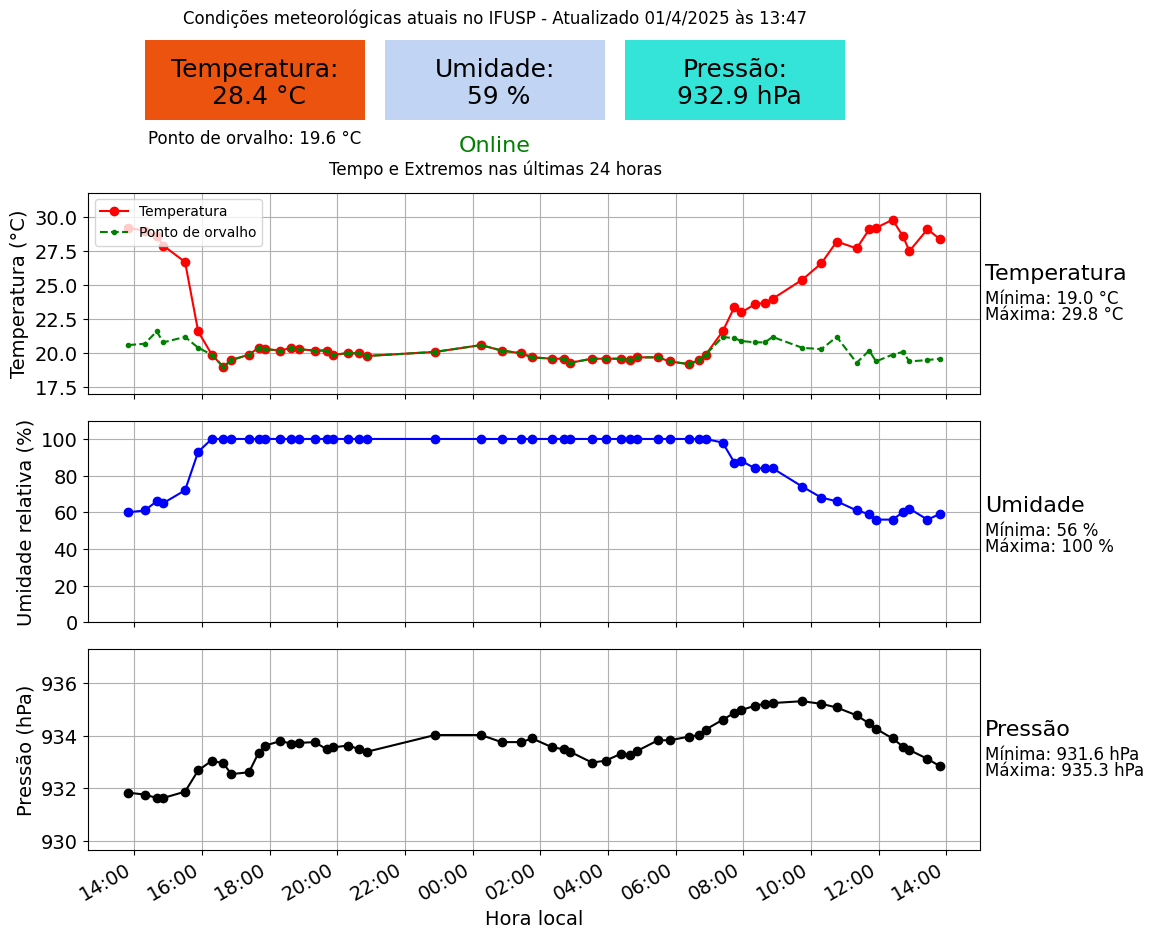 Condições meteorológicas atuais no IFUSP - Atualizado 01/4/2025 às 13:47
Temperatura:
28.4 °C
Umidade:
59 %
Pressão:
932.9 hPa
Ponto de orvalho: 19.6 °C
Online
Tempo e Extremos nas últimas 24 horas
Temperatura (°C)
30.0
27.5
25.0
22.5
20.0
17.5
Temperatura
Ponto de orvalho
Temperatura
Mínima: 19.0 °C
Máxima: 29.8 °C
Umidade relativa (%)
100
80
60
40
20
0
Umidade
Mínima: 56 %
Máxima: 100 %
Pressão (hPa)
936
934
932
930
Pressão
Mínima: 931.6 hPa
Máxima: 935.3 hPa
14:00 16:00 18:00 20:00 22:00 00:00 02:00 04:00 06:00 08:00 10:00 12:00 14:00
Hora local